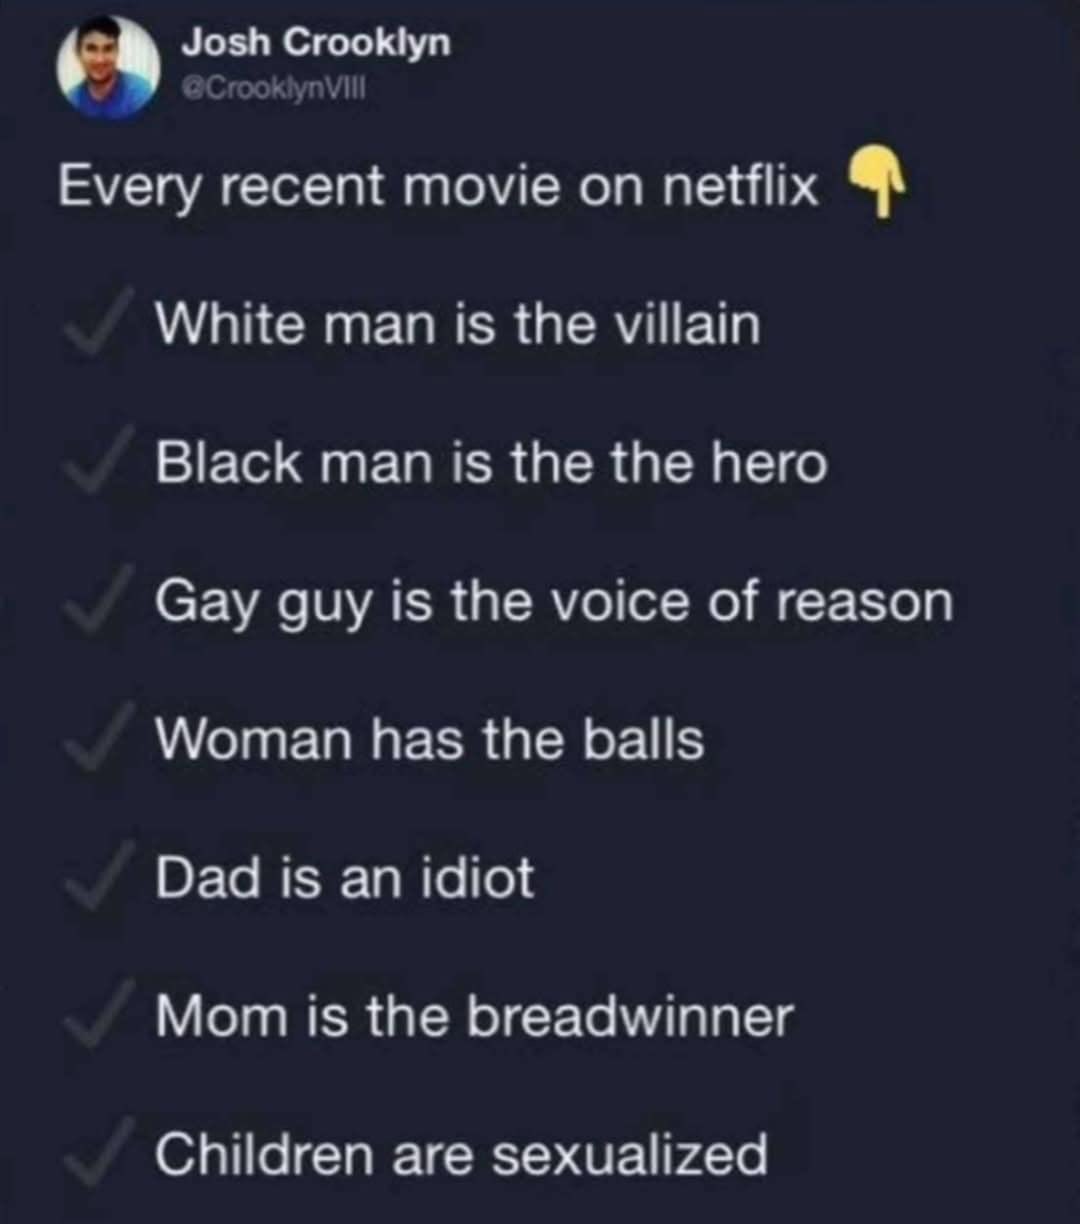 Josh Crooklyn
@CrooklynVIII
Every recent movie on netflix 👇
✔ White man is the villain
✔ Black man is the the hero
✔ Gay guy is the voice of reason
✔ Woman has the balls
✔ Dad is an idiot
✔ Mom is the breadwinner
✔ Children are sexualized